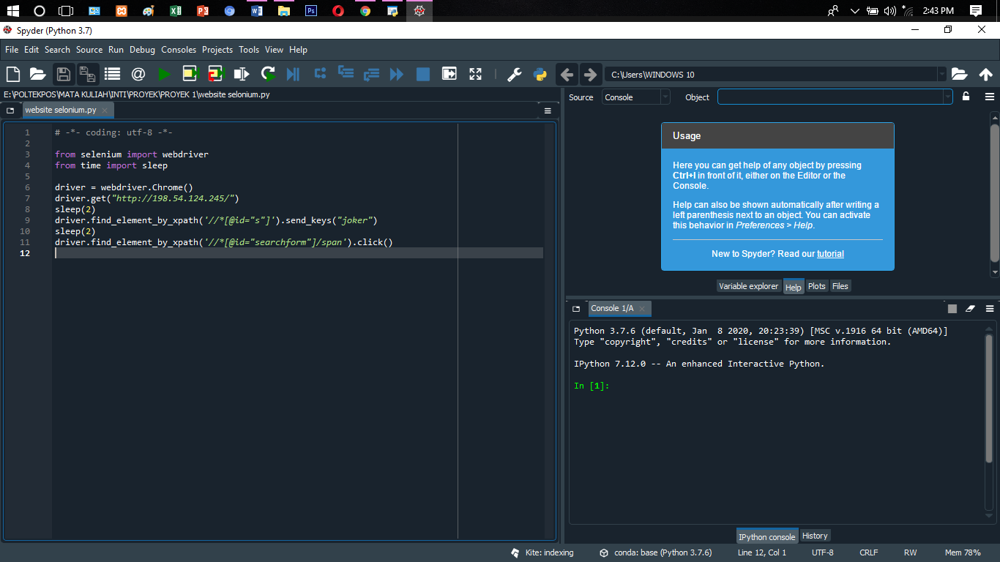 2:43 PM
Spyder (Python 3.7)
File Edit Search Source Run Debug Consoles Projects Tools View Help
C:\Users\WINDOWS 10
E:\POLTEKPOS\MATA KULIAH\INTI\PROYEK\PROYEK 1\website selonium.py
website selonium.py
1 # -*- coding: utf-8 -*-
2
3 from selenium import webdriver
4 from time import sleep
5
6 driver = webdriver.Chrome()
7 driver.get("http://198.54.124.245/")
8 sleep(2)
9 driver.find_element_by_xpath('//*[@id="s"]').send_keys("joker")
10 sleep(2)
11 driver.find_element_by_xpath('//*[@id="searchform"]/span').click()
12
Source Console Object
Usage
Here you can get help of any object by pressing
Ctrl+I in front of it, either on the Editor or the
Console.
Help can also be shown automatically after writing a
left parenthesis next to an object. You can activate
this behavior in Preferences > Help.
New to Spyder? Read our tutorial
Variable explorer Help Plots Files
Console 1/A
Python 3.7.6 (default, Jan  8 2020, 20:23:39) [MSC v.1916 64 bit (AMD64)]
Type "copyright", "credits" or "license" for more information.
IPython 7.12.0 -- An enhanced Interactive Python.
In [1]:
IPython console History
Kite: indexing conda: base (Python 3.7.6) Line 12, Col 1 UTF-8 CRLF RW Mem 78%